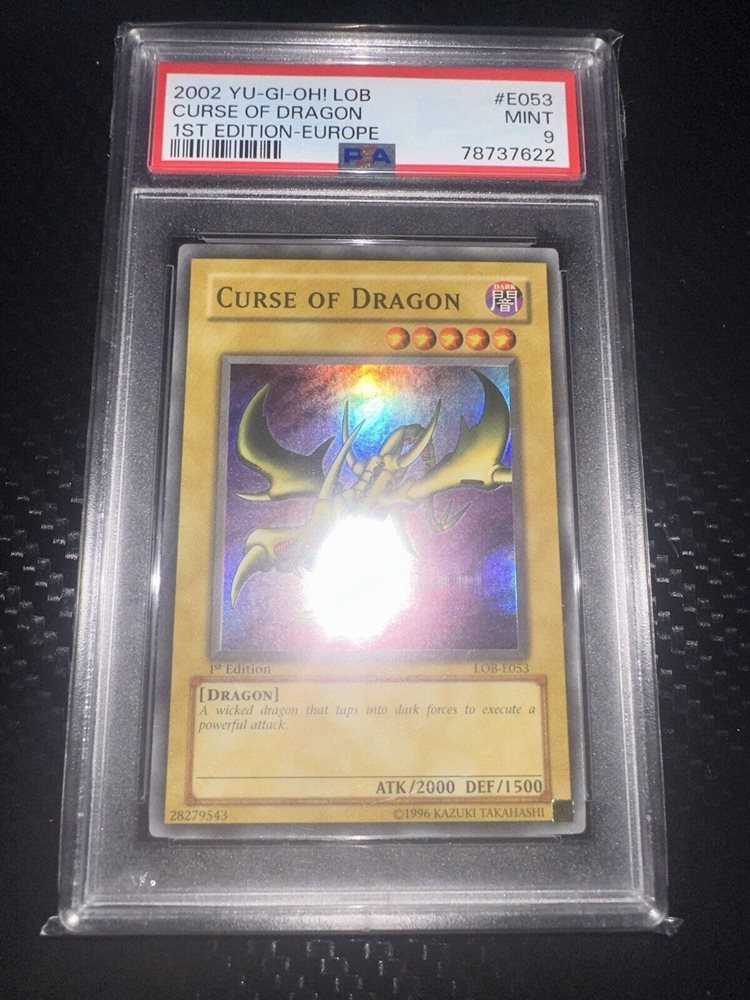 2002 YU-GI-OH! LOB #E053
CURSE OF DRAGON MINT
1ST EDITION-EUROPE 9
PSA 78737622
CURSE OF DRAGON
DARK
闇
1st Edition LOB-E053
[DRAGON]
A wicked dragon that taps into dark forces to execute a
powerful attack.
ATK/2000 DEF/1500
28279543 ©1996 KAZUKI TAKAHASHI